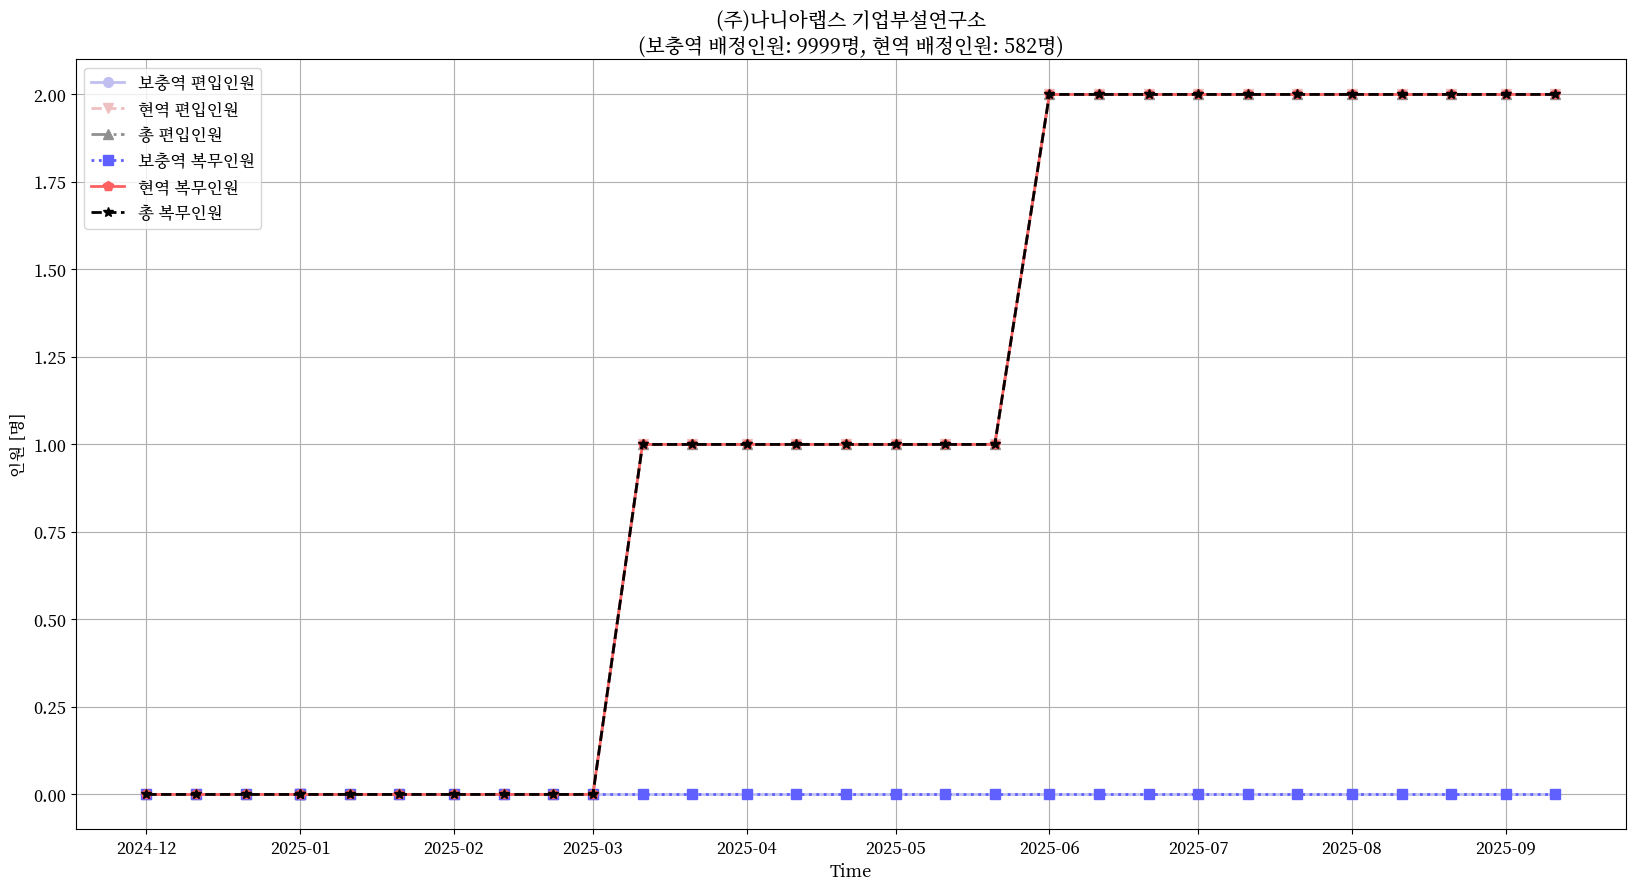 (주)나니아랩스 기업부설연구소
(보충역 배정인원: 9999명, 현역 배정인원: 582명)
보충역 편입인원
현역 편입인원
총 편입인원
보충역 복무인원
현역 복무인원
총 복무인원
2.00
1.75
1.50
1.25
1.00
0.75
0.50
0.25
0.00
인원 [명]
2024-12 2025-01 2025-02 2025-03 2025-04 2025-05 2025-06 2025-07 2025-08 2025-09
Time